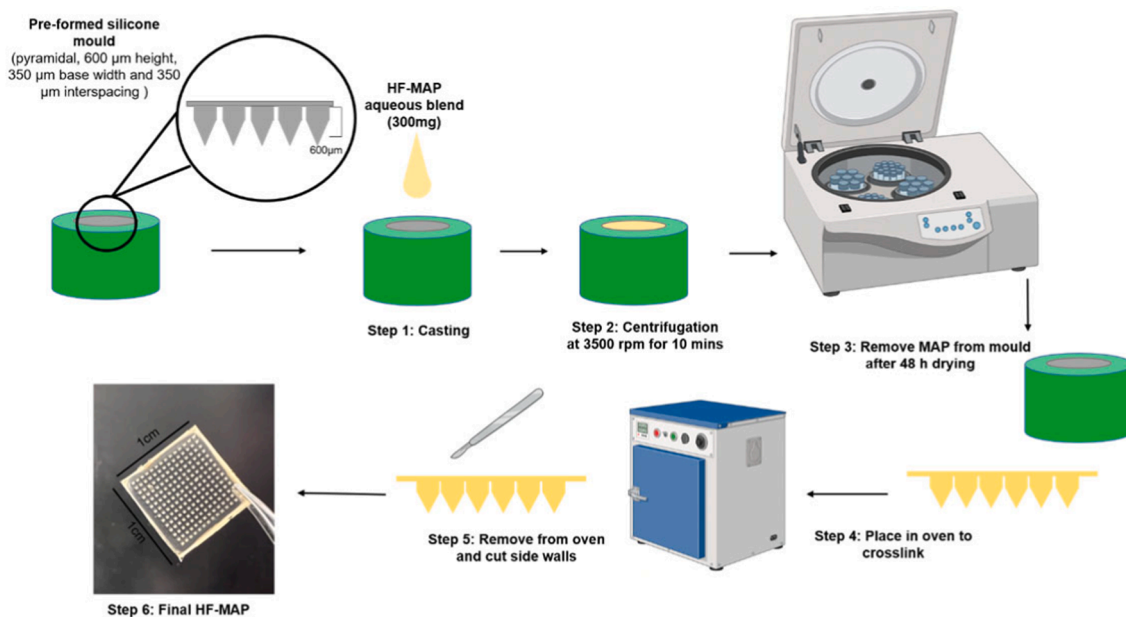 Pre-formed silicone
mould
(pyramidal, 600 µm height,
350 µm base width and 350
µm interspacing )
600µm
HF-MAP
aqueous blend
(300mg)
Step 1: Casting
Step 2: Centrifugation
at 3500 rpm for 10 mins
Step 3: Remove MAP from mould
after 48 h drying
Step 4: Place in oven to
crosslink
Step 5: Remove from oven
and cut side walls
1cm
1cm
Step 6: Final HF-MAP